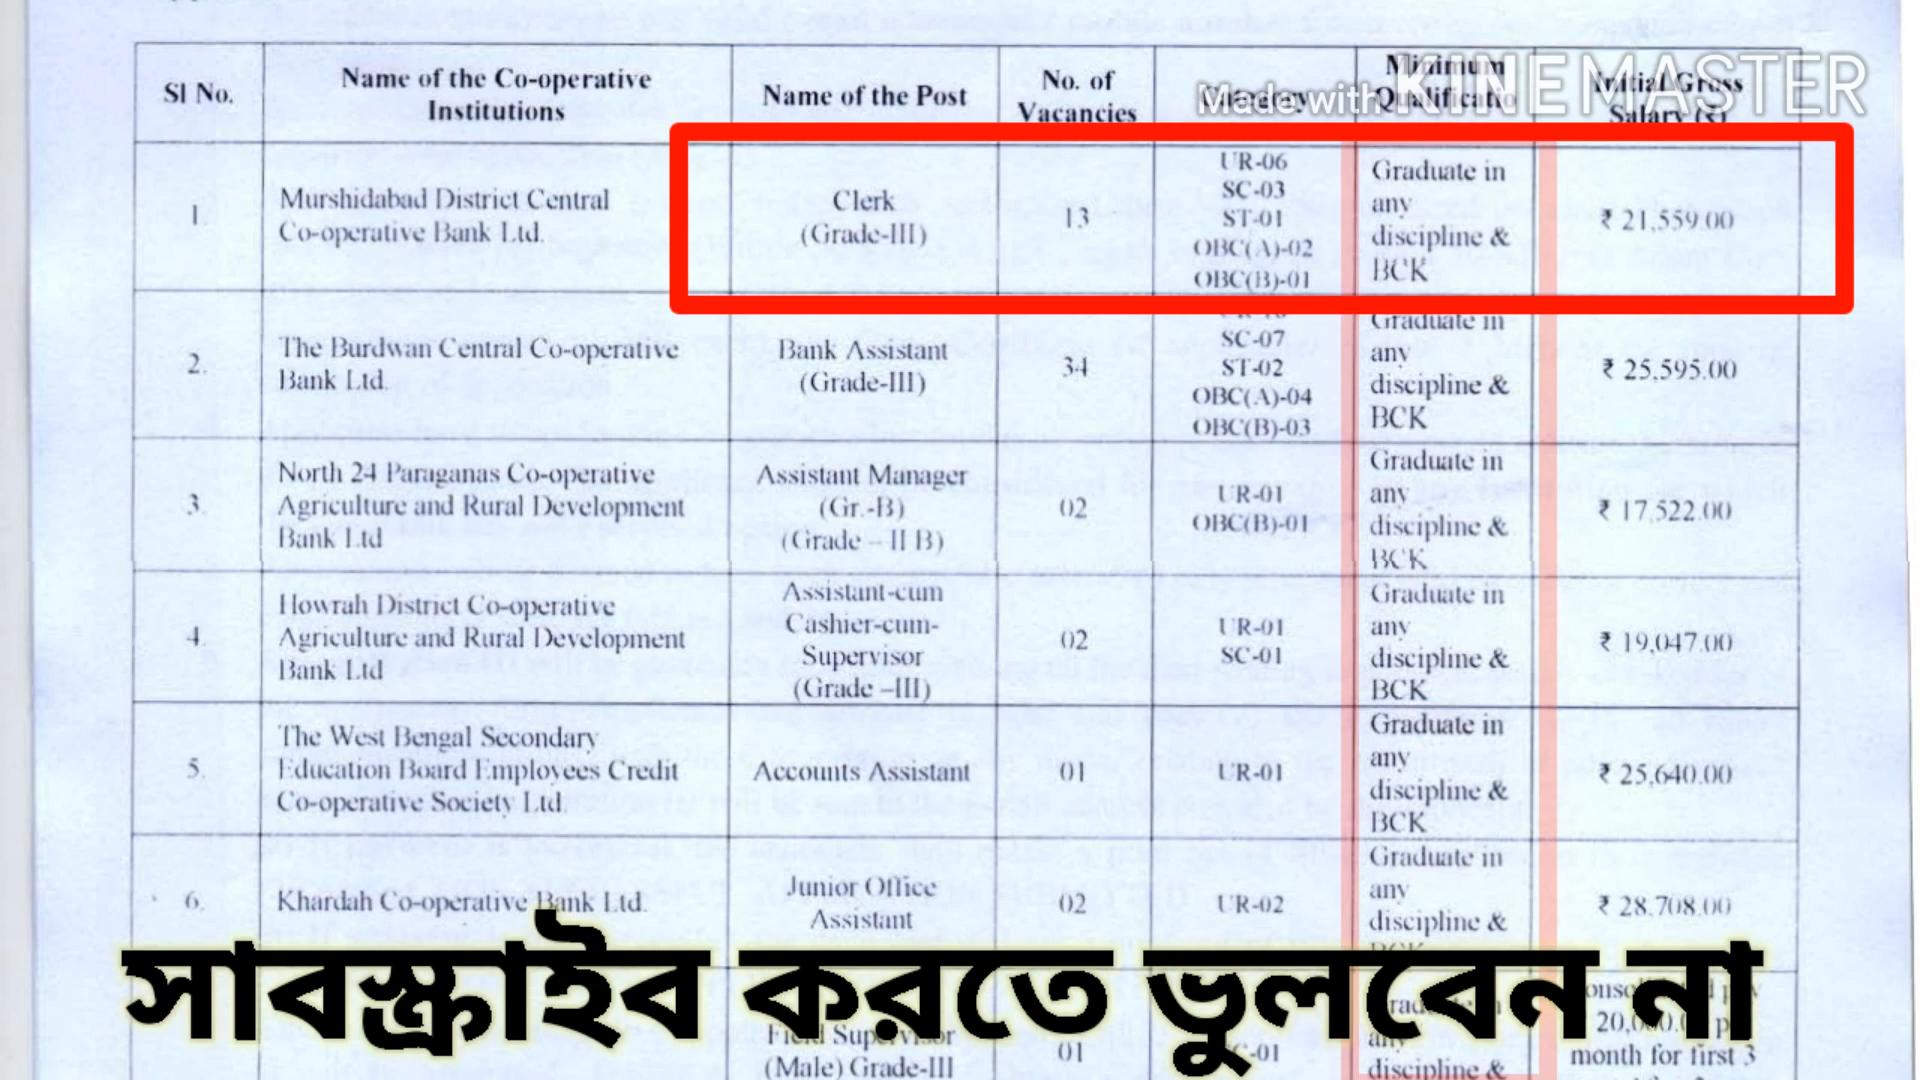 Made with KINEMASTER
Sl No.
Name of the Co-operative
Institutions
Name of the Post
No. of
Vacancies
Category
Minimum
Qualificatio
Initial Gross
Salary (₹)
1.
Murshidabad District Central
Co-operative Bank Ltd.
Clerk
(Grade-III)
13
UR-06
SC-03
ST-01
OBC(A)-02
OBC(B)-01
Graduate in
any
discipline &
BCK
₹ 21,559.00
2.
The Burdwan Central Co-operative
Bank Ltd
Bank Assistant
(Grade-III)
34
SC-07
ST-02
OBC(A)-04
OBC(B)-03
Graduate in
any
discipline &
BCK
₹ 25,595.00
3.
North 24 Paraganas Co-operative
Agriculture and Rural Development
Bank Ltd
Assistant Manager
(Gr.-B)
(Grade – II B)
02
UR-01
OBC(B)-01
Graduate in
any
discipline &
BCK
₹ 17,522.00
4.
Howrah District Co-operative
Agriculture and Rural Development
Bank Ltd
Assistant-cum
Cashier-cum-
Supervisor
(Grade –III)
02
UR-01
SC-01
Graduate in
any
discipline &
BCK
₹ 19,047.00
5.
The West Bengal Secondary
Education Board Employees Credit
Co-operative Society Ltd.
Accounts Assistant
01
UR-01
Graduate in
any
discipline &
BCK
₹ 25,640.00
6.
Khardah Co-operative Bank Ltd.
Junior Office
Assistant
02
UR-02
Graduate in
any
discipline &
BCK
₹ 28,708.00
সাবস্ক্রাইব করতে ভুলবেন না
Field Supervisor
(Male) Grade-III
01
Graduate in
any
discipline &
month for first 3